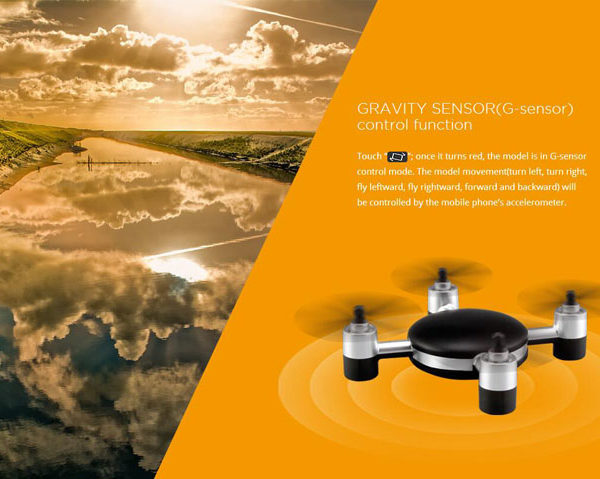 GRAVITY SENSOR(G-sensor)
control function
Touch " "; once it turns red, the model is in G-sensor
control mode. The model movement(turn left, turn right,
fly leftward, fly rightward, forward and backward) will
be controlled by the mobile phone's accelerometer.